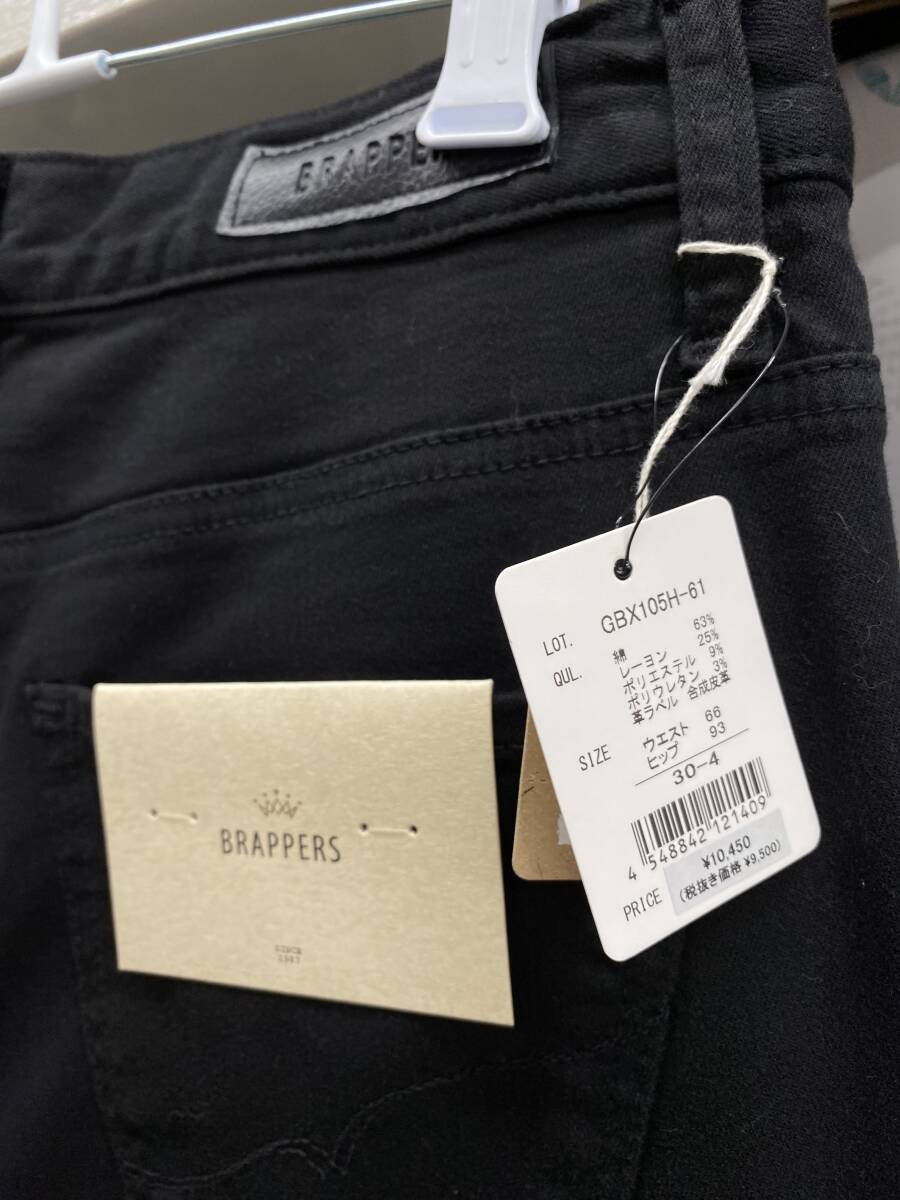 BRAPPE
LOT. GBX105H-61
QUL. 綿 63%
レーヨン 25%
ポリエステル 9%
ポリウレタン 3%
革ラベル 合成皮革
SIZE ウエスト 66
ヒップ 93
30-4
4 548842 121409
PRICE ¥10,450
(税抜き価格 ¥9,500)
BRAPPERS
SINCE